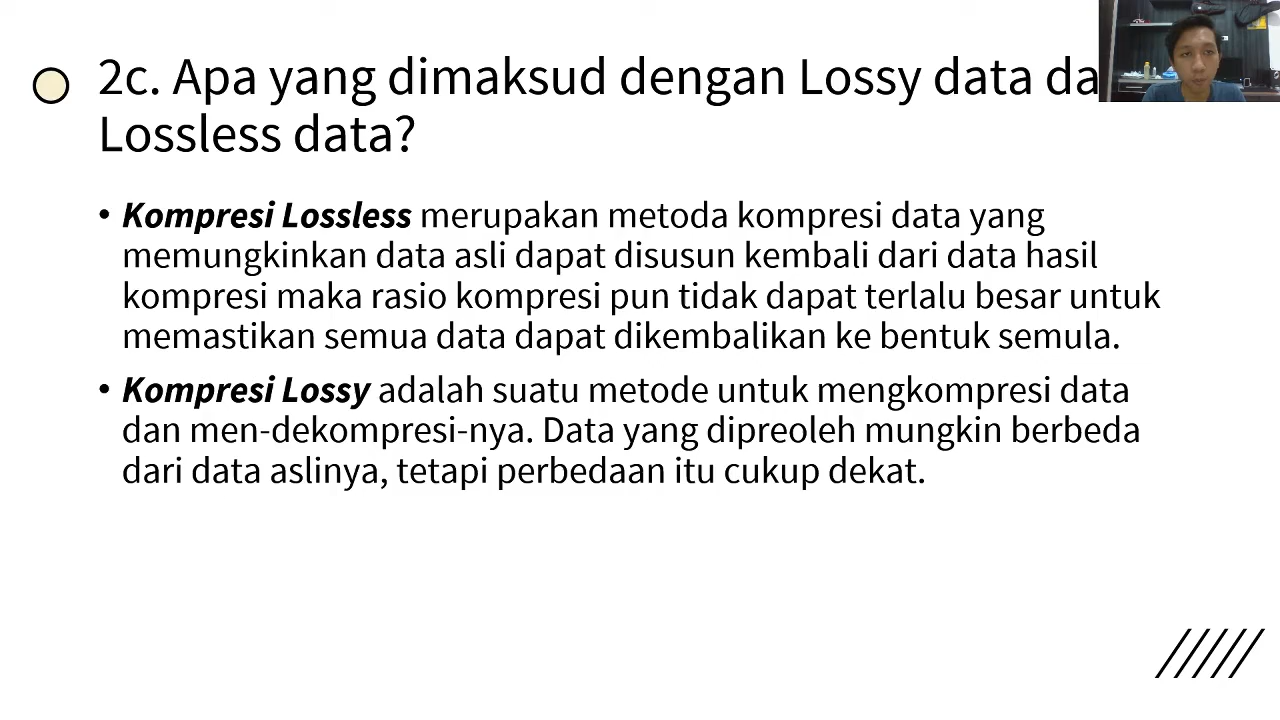 2c. Apa yang dimaksud dengan Lossy data da
Lossless data?
• Kompresi Lossless merupakan metoda kompresi data yang
memungkinkan data asli dapat disusun kembali dari data hasil
kompresi maka rasio kompresi pun tidak dapat terlalu besar untuk
memastikan semua data dapat dikembalikan ke bentuk semula.
• Kompresi Lossy adalah suatu metode untuk mengkompresi data
dan men-dekompresi-nya. Data yang dipreoleh mungkin berbeda
dari data aslinya, tetapi perbedaan itu cukup dekat.